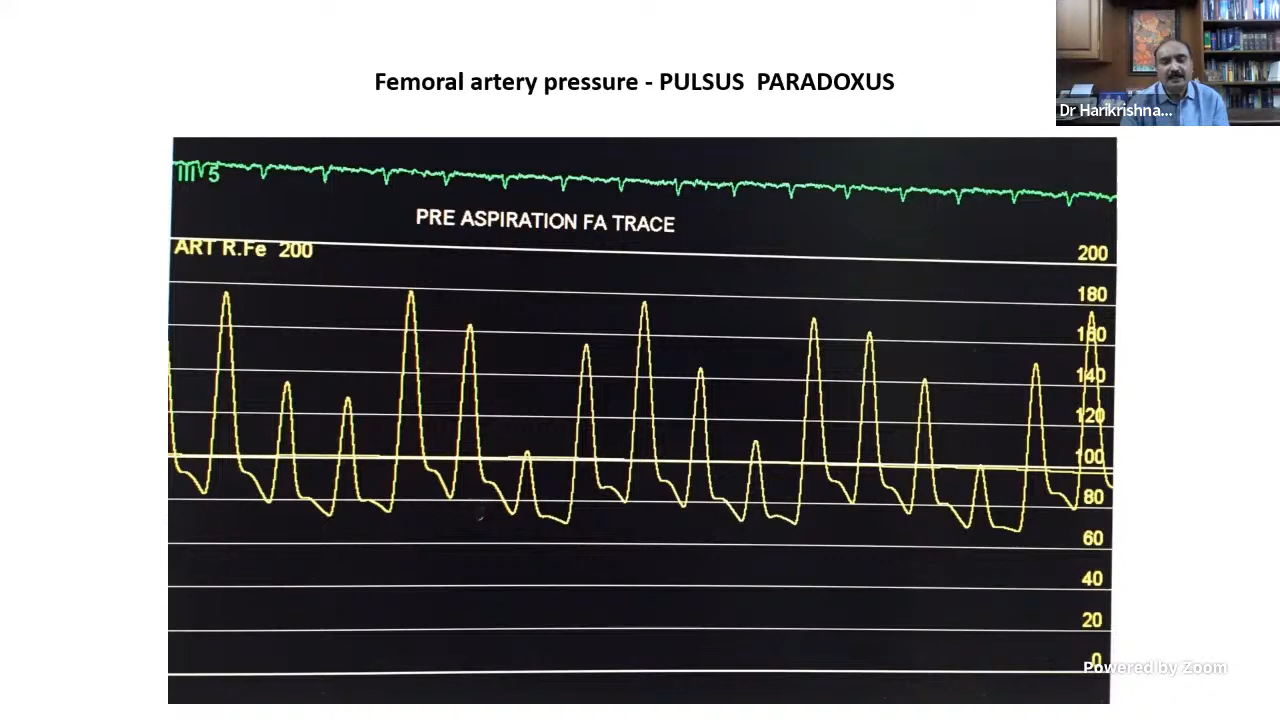 Femoral artery pressure - PULSUS PARADOXUS
Dr Harikrishna...
III 5
PRE ASPIRATION FA TRACE
ART R.Fe 200
200
180
160
140
120
100
80
60
40
20
0
Powered by Zoom